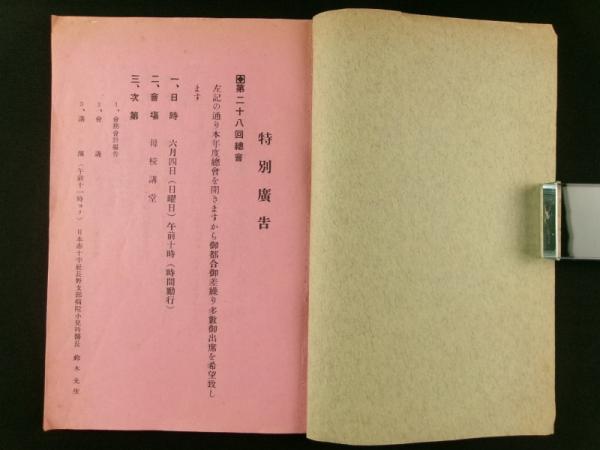 特別廣告
第二十八回總會
左記の通り本年度總會を開きますから御都合御差繰り多數御出席を希望致し
ます
一、日時 六月四日(日曜日)午前十時(時間勵行)
二、會場 母校講堂
三、次第
1、會務會計報告
2、會議
3、講演(午前十一時ヨリ)日本赤十字社長野支部病院小兒科醫長 鈴木先生